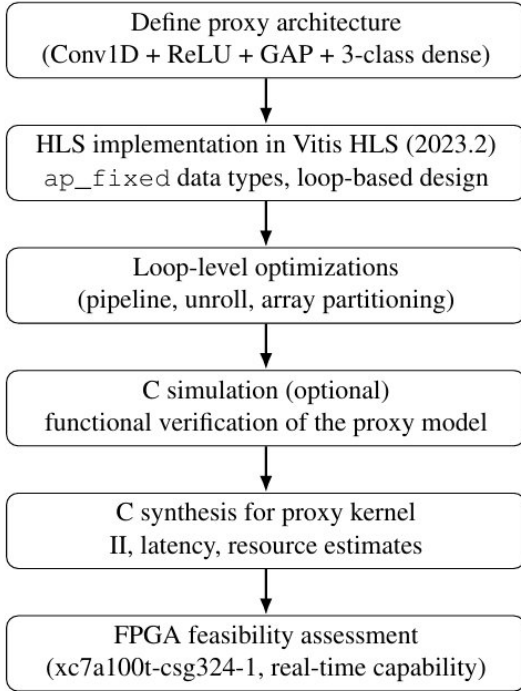 Define proxy architecture
(Conv1D + ReLU + GAP + 3-class dense)
HLS implementation in Vitis HLS (2023.2)
ap_fixed data types, loop-based design
Loop-level optimizations
(pipeline, unroll, array partitioning)
C simulation (optional)
functional verification of the proxy model
C synthesis for proxy kernel
II, latency, resource estimates
FPGA feasibility assessment
(xc7a100t-csg324-1, real-time capability)